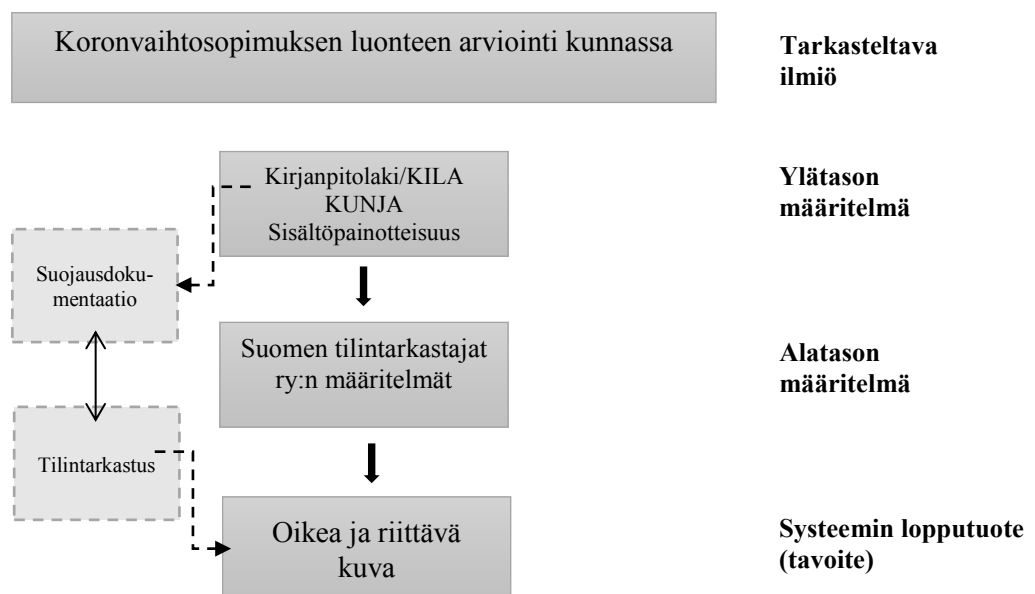 Koronvaihtosopimuksen luonteen arviointi kunnassa
Tarkasteltava
ilmiö
Kirjanpitolaki/KILA
KUNJA
Sisältöpainotteisuus
Ylätason
määritelmä
Suojausdoku-
mentaatio
Suomen tilintarkastajat
ry:n määritelmät
Alatason
määritelmä
Tilintarkastus
Oikea ja riittävä
kuva
Systeemin lopputuote
(tavoite)